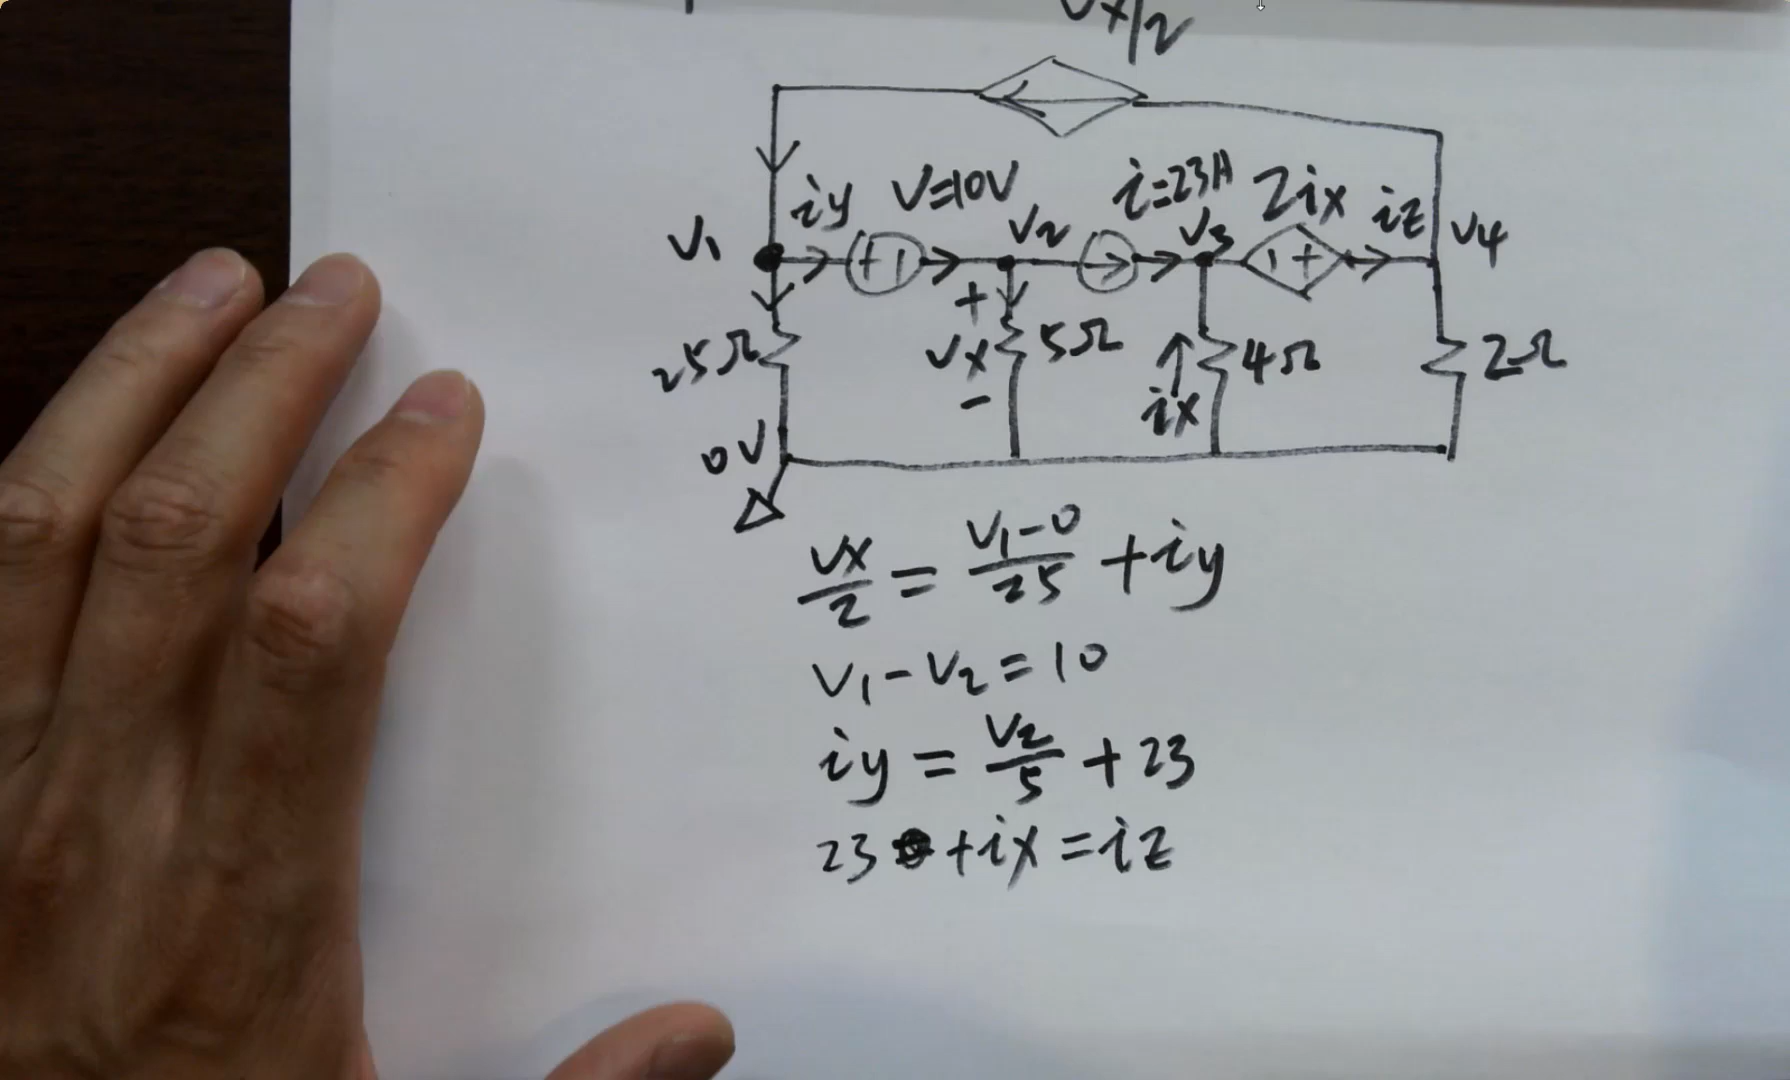 Vx/2
iy V=10V i=23A 2ix iz
V1 V2 V3 V4
+ - + - +
25Ω Vx 5Ω 4Ω 2Ω
-
ix
0V
Vx/2 = (V1-0)/25 + iy
V1 - V2 = 10
iy = V2/5 + 23
23 + ix = iz